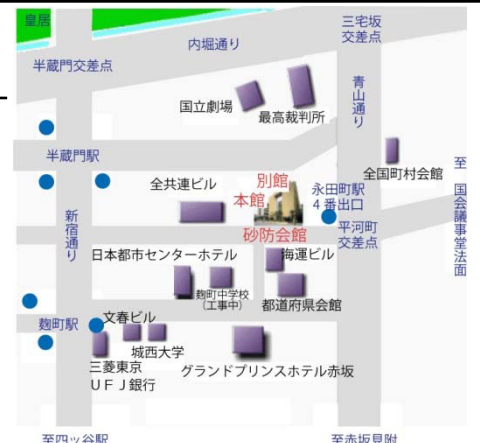 皇居
内堀通り
三宅坂
交差点
半蔵門交差点
青山通り
国立劇場
最高裁判所
半蔵門駅
全国町村会館
至 国会議事堂法面
全共連ビル
別館
本館
永田町駅
4番出口
砂防会館
平河町
交差点
新宿通り
日本都市センターホテル
海運ビル
麹町中学校
(工事中)
都道府県会館
麹町駅
文春ビル
城西大学
三菱東京
UFJ銀行
グランドプリンスホテル赤坂
至四ッ谷駅
至赤坂見附